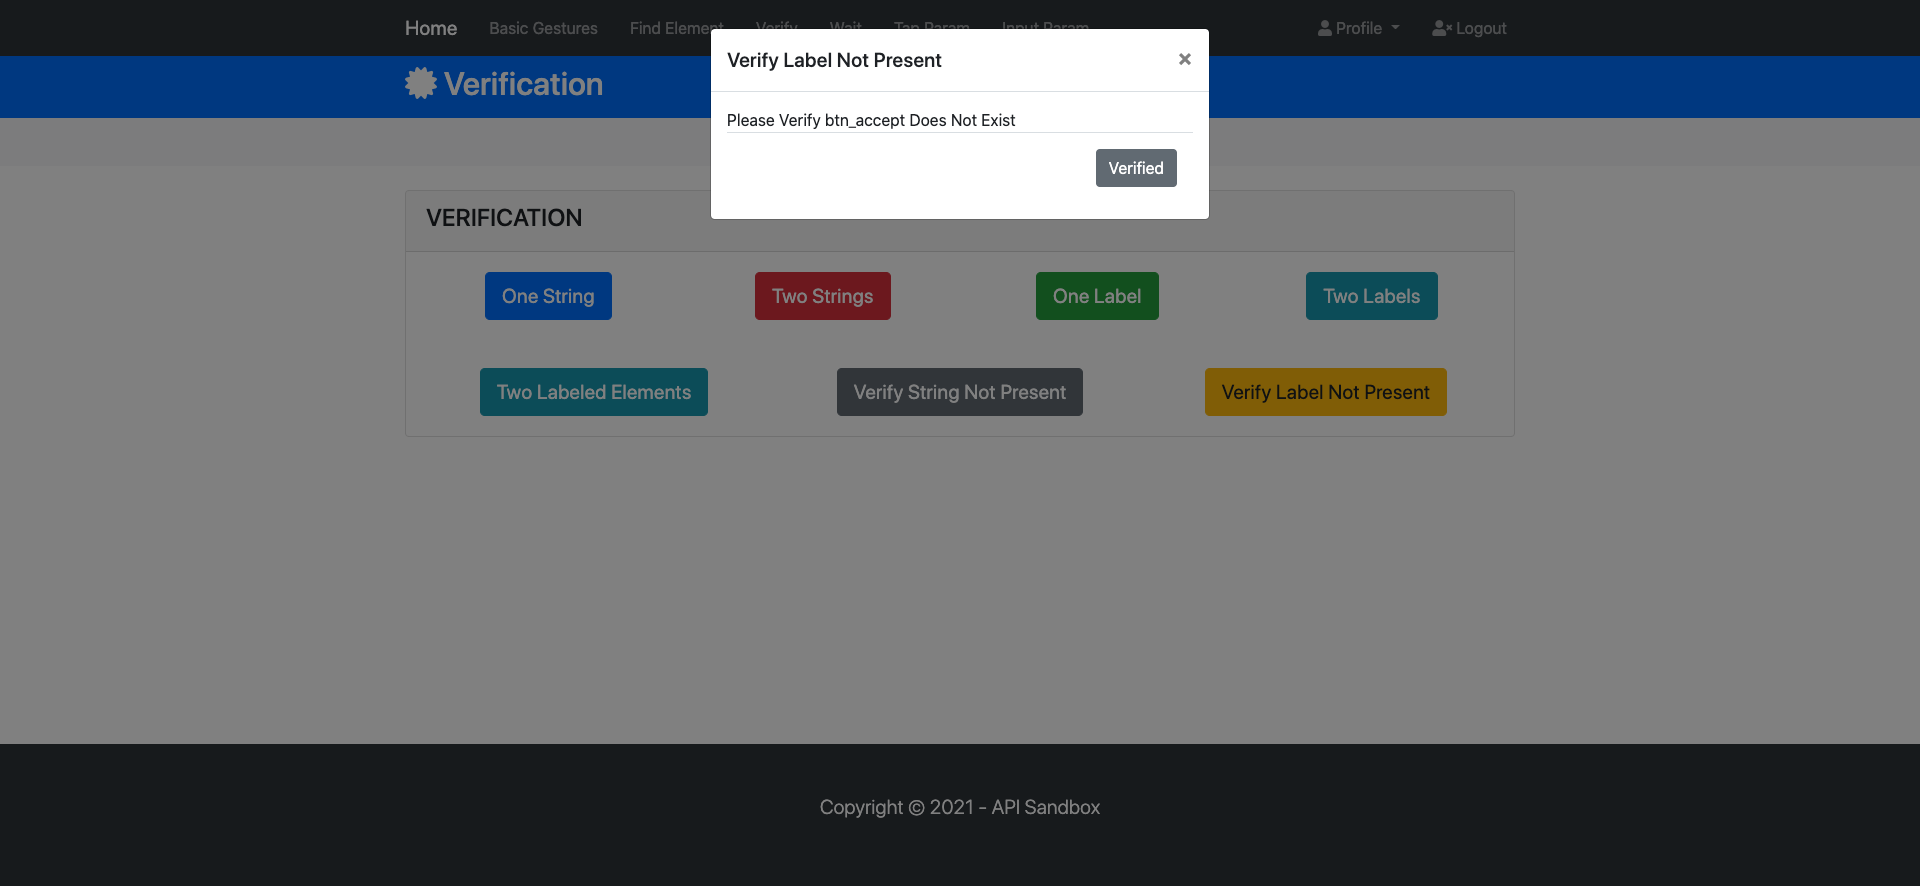 Home Basic Gestures Find Element Verify Wait Tap Param Input Param Profile Logout
Verify Label Not Present ×
Verification
Please Verify btn_accept Does Not Exist
Verified
VERIFICATION
One String Two Strings One Label Two Labels
Two Labeled Elements Verify String Not Present Verify Label Not Present
Copyright © 2021 - API Sandbox